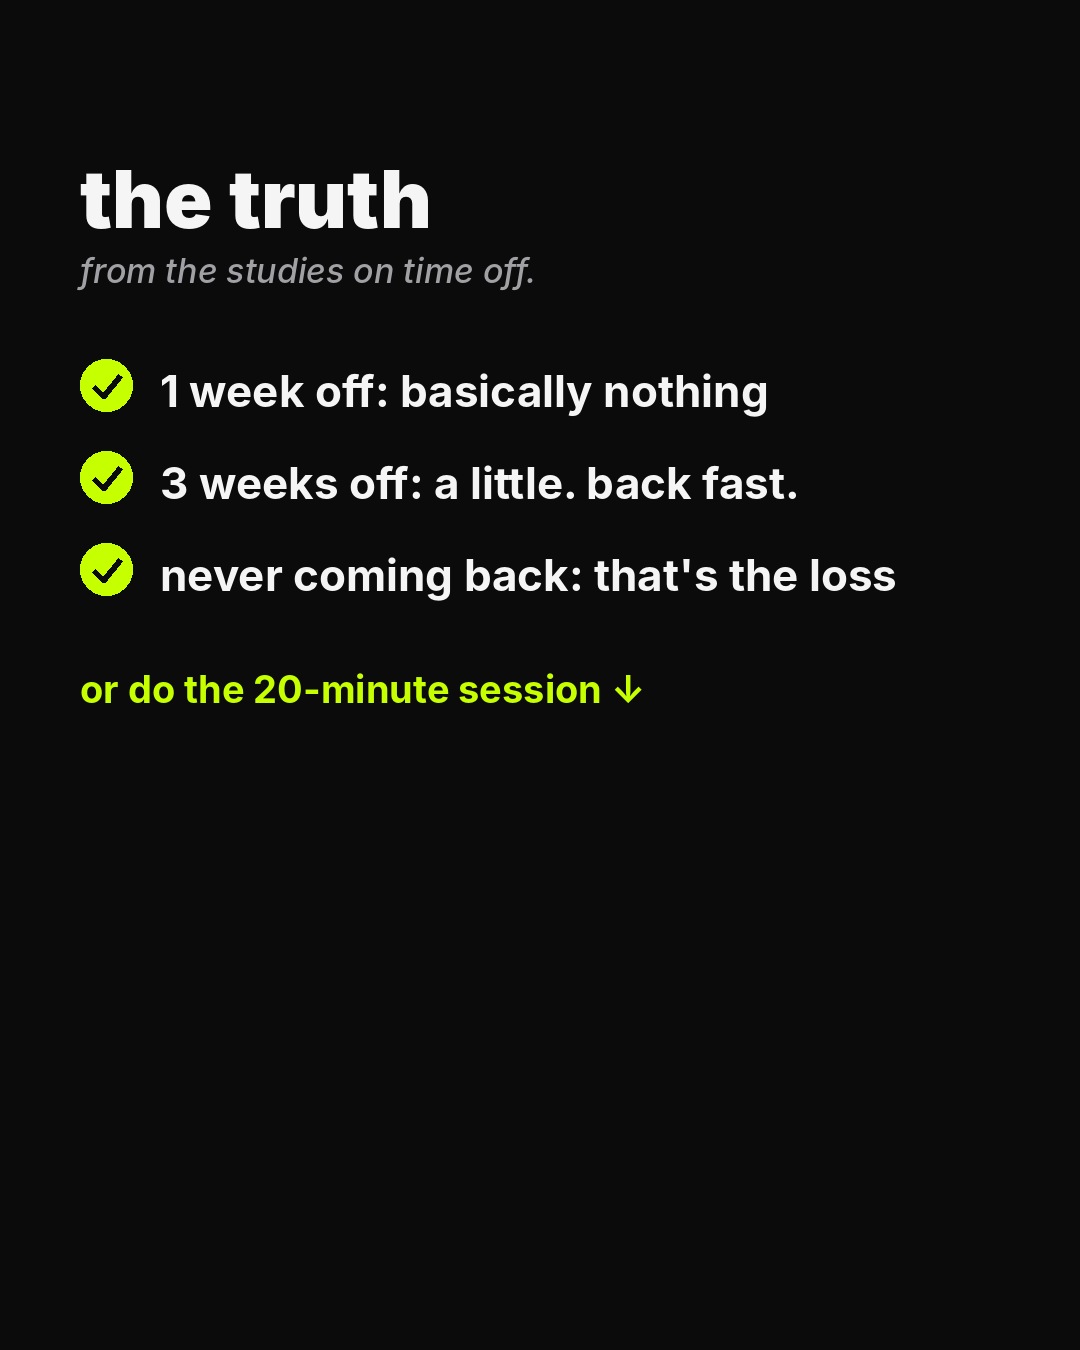 the truth
from the studies on time off.
1 week off: basically nothing
3 weeks off: a little. back fast.
never coming back: that's the loss
or do the 20-minute session ↓